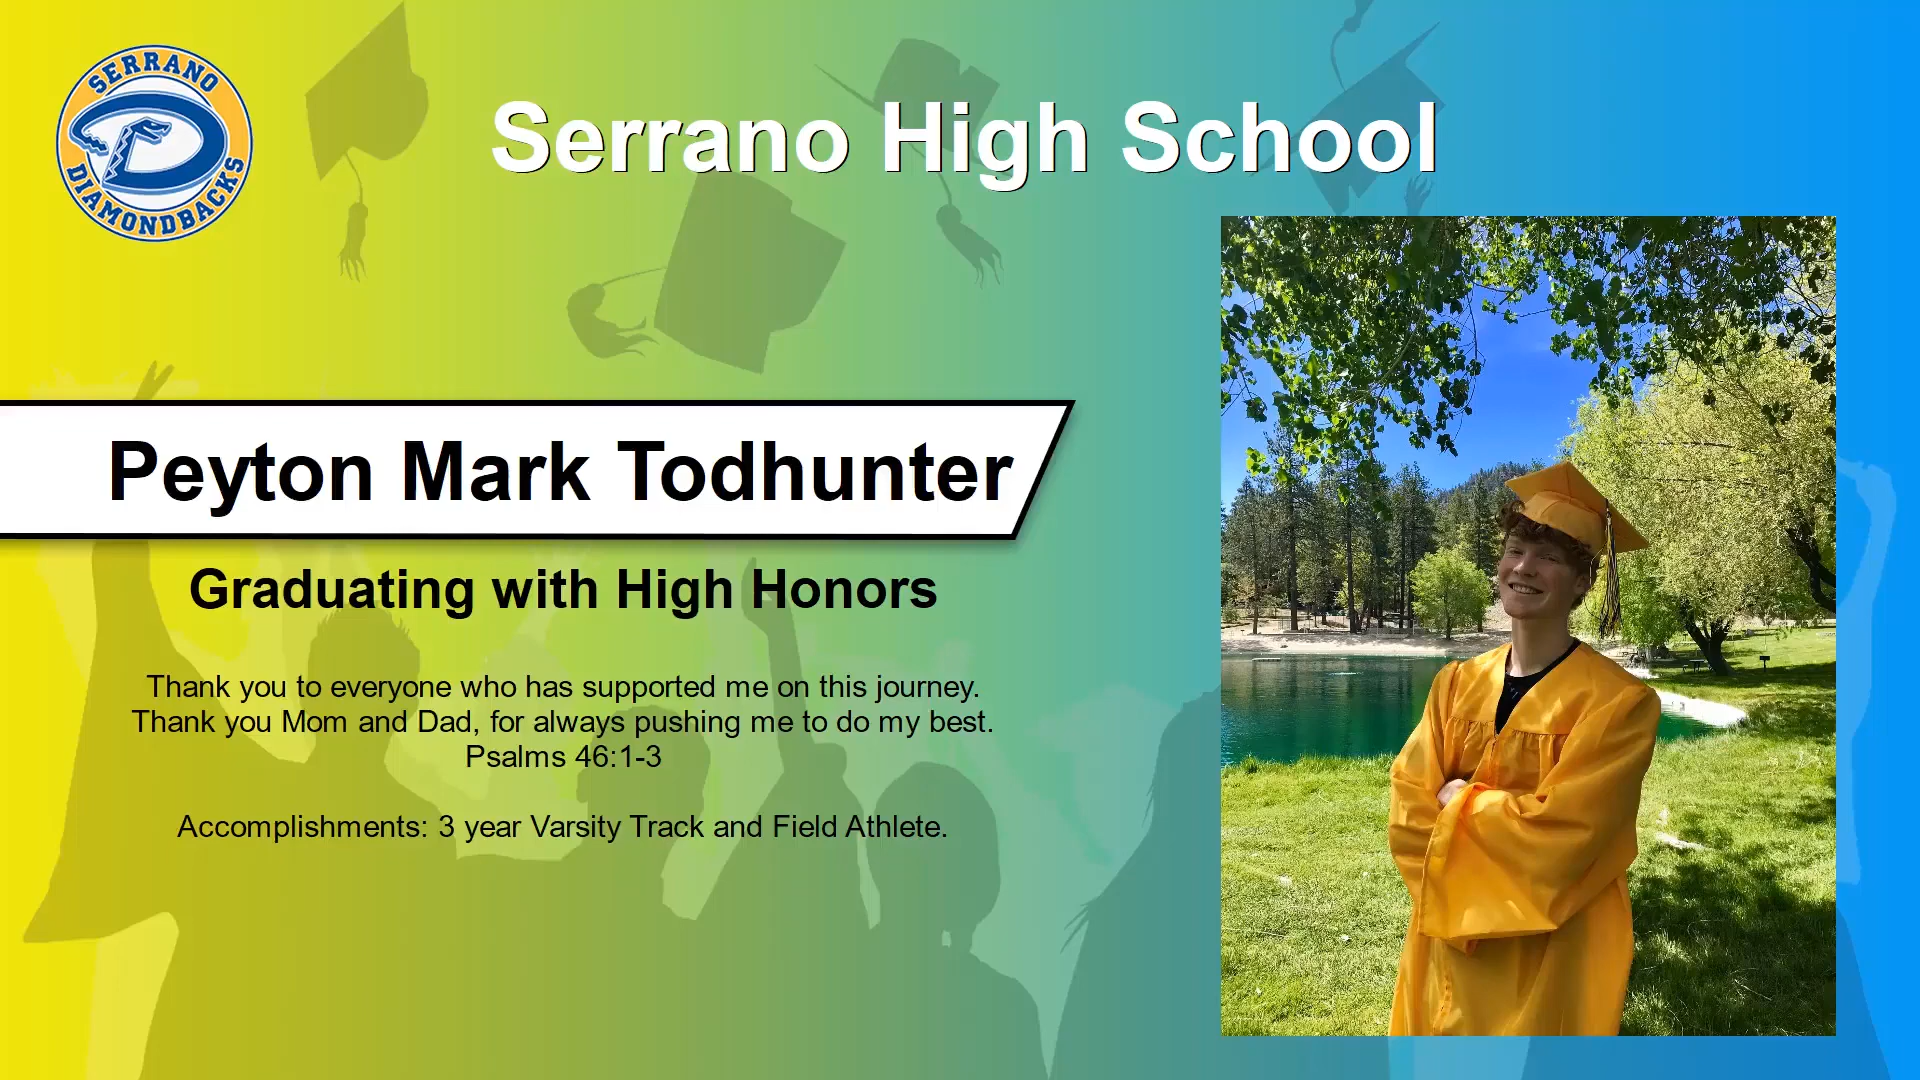 SERRANO
DIAMONDBACKS
Serrano High School
Peyton Mark Todhunter
Graduating with High Honors
Thank you to everyone who has supported me on this journey.
Thank you Mom and Dad, for always pushing me to do my best.
Psalms 46:1-3
Accomplishments: 3 year Varsity Track and Field Athlete.